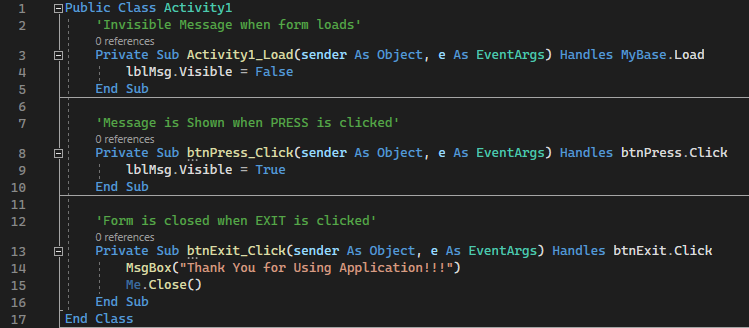 1 Public Class Activity1
2 'Invisible Message when form loads'
0 references
3 Private Sub Activity1_Load(sender As Object, e As EventArgs) Handles MyBase.Load
4 lblMsg.Visible = False
5 End Sub
6
7 'Message is Shown when PRESS is clicked'
0 references
8 Private Sub btnPress_Click(sender As Object, e As EventArgs) Handles btnPress.Click
9 lblMsg.Visible = True
10 End Sub
11
12 'Form is closed when EXIT is clicked'
0 references
13 Private Sub btnExit_Click(sender As Object, e As EventArgs) Handles btnExit.Click
14 MsgBox("Thank You for Using Application!!!")
15 Me.Close()
16 End Sub
17 End Class